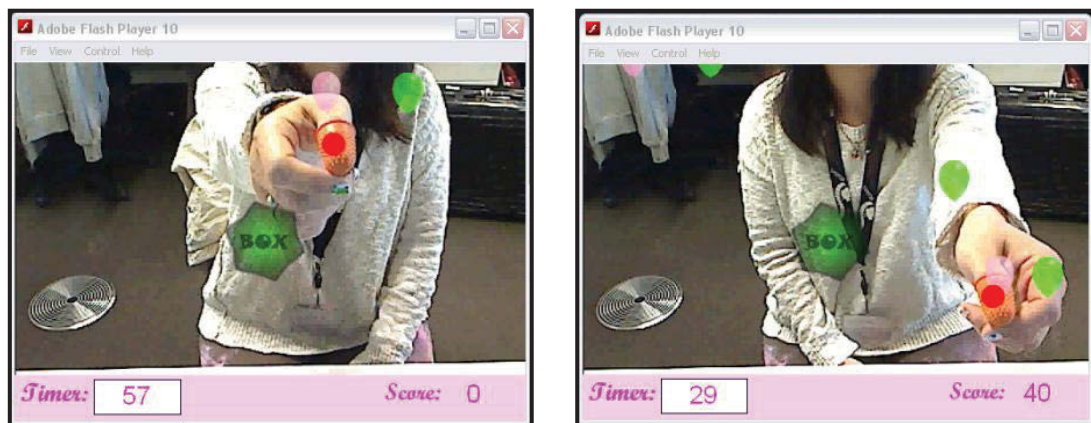 Adobe Flash Player 10
File View Control Help
BOX
Timer: 57 Score: 0
Adobe Flash Player 10
File View Control Help
BOX
Timer: 29 Score: 40